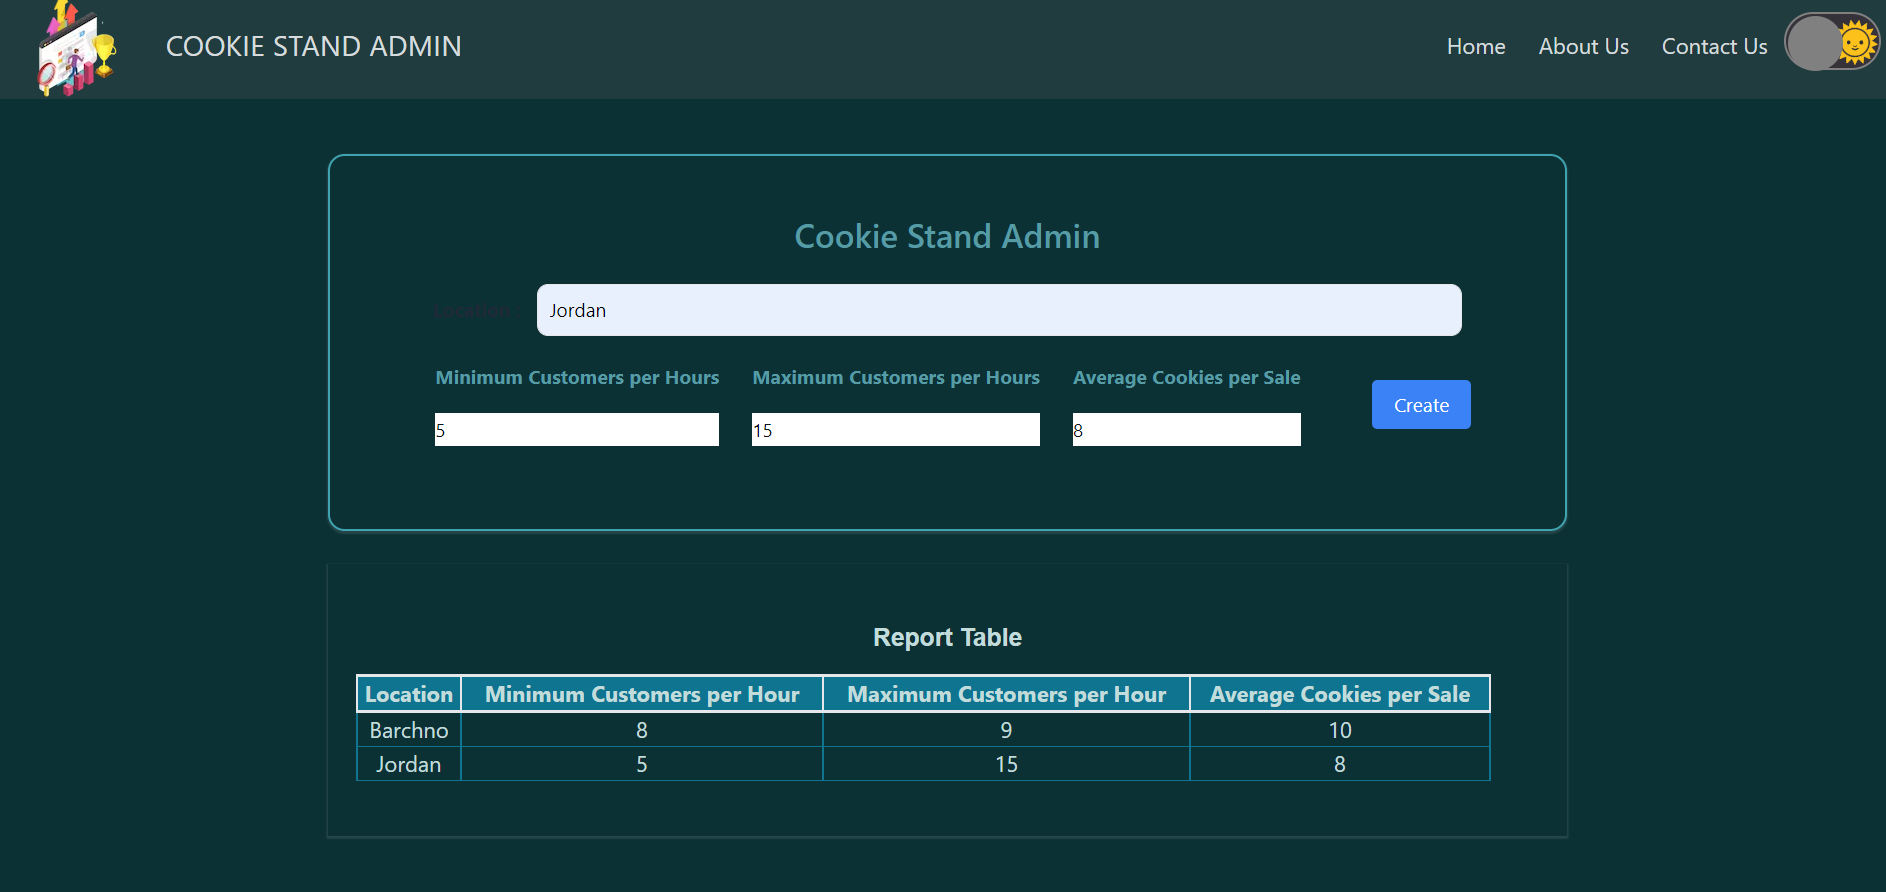 COOKIE STAND ADMIN
Home About Us Contact Us
Cookie Stand Admin
Location
Jordan
Minimum Customers per Hours Maximum Customers per Hours Average Cookies per Sale
Create
5 15 8
Report Table
Location Minimum Customers per Hour Maximum Customers per Hour Average Cookies per Sale
Barchno 8 9 10
Jordan 5 15 8